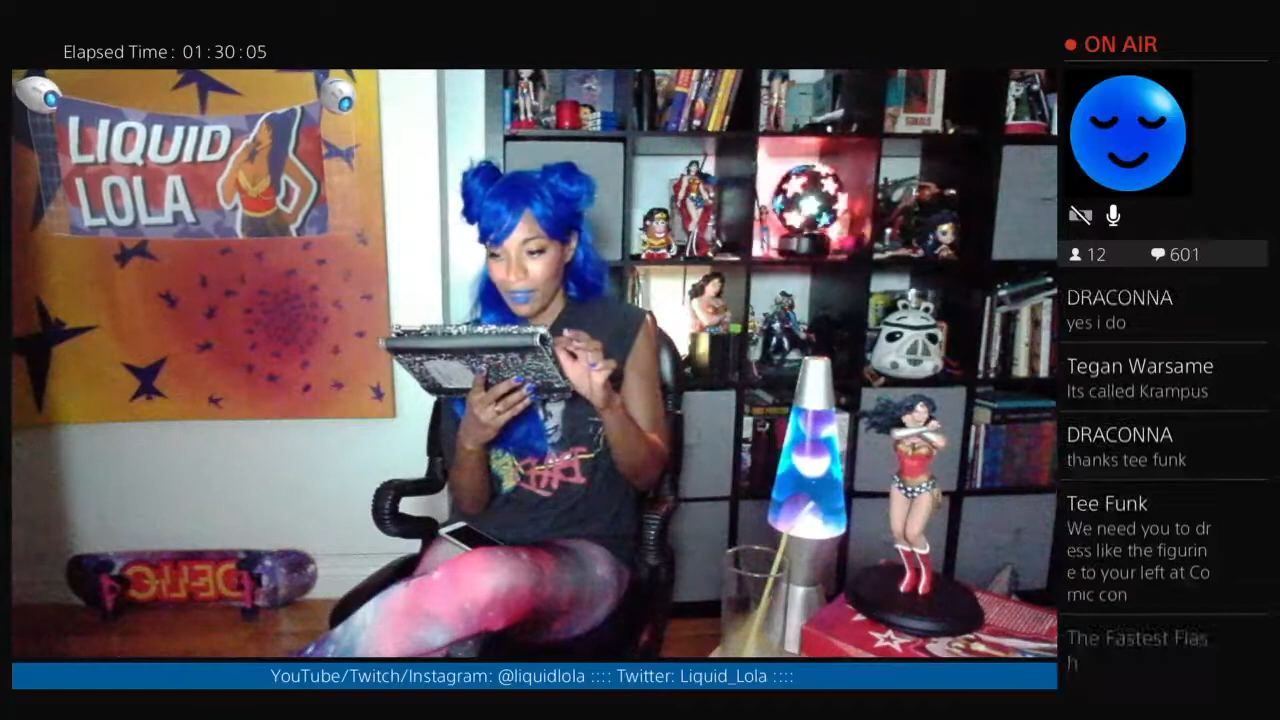 Elapsed Time: 01:30:05
ON AIR
LIQUID
LOLA
12
601
DRACONNA
yes i do
Tegan Warsame
Its called Krampus
DRACONNA
thanks tee funk
Tee Funk
We need you to dr
ess like the figurin
e to your left at Co
mic con
The Fastest Flas
h
YouTube/Twitch/Instagram: @liquidlola :::: Twitter: Liquid_Lola ::::